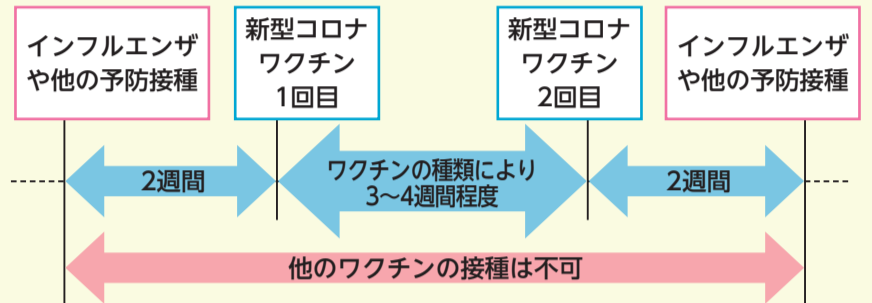 インフルエンザ
や他の予防接種
新型コロナ
ワクチン
1回目
新型コロナ
ワクチン
2回目
インフルエンザ
や他の予防接種
2週間
ワクチンの種類により
3〜4週間程度
2週間
他のワクチンの接種は不可